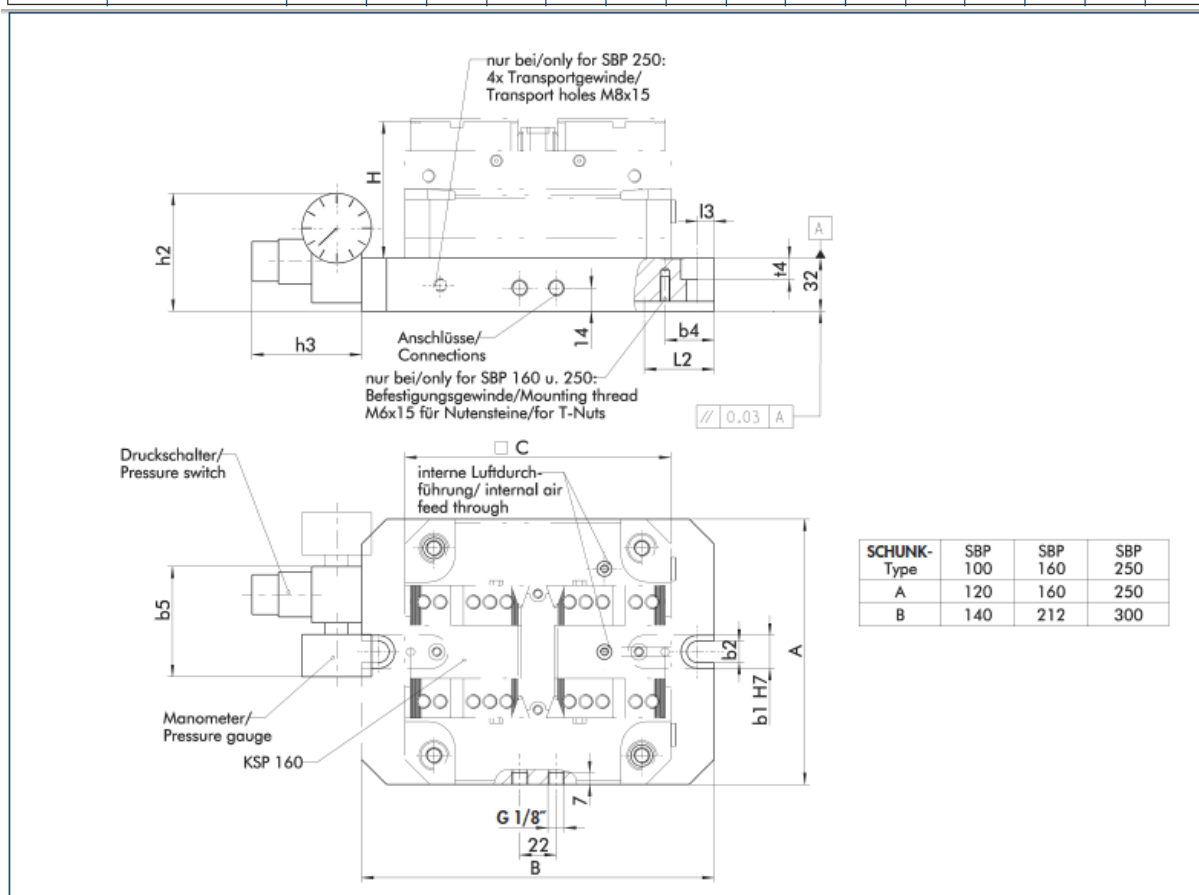 nur bei/only for SBP 250:
4x Transportgewinde/
Transport holes M8x15
H
h2
l3
A
t4
32
14
Anschlüsse/
Connections
b4
h3
L2
nur bei/only for SBP 160 u. 250:
Befestigungsgewinde/Mounting thread
M6x15 für Nutensteine/for T-Nuts
// 0.03 A
□ C
Druckschalter/
Pressure switch
interne Luftdurch-
führung/ internal air
feed through
b5
b2
A
b1 H7
Manometer/
Pressure gauge
KSP 160
7
G 1/8"
22
B
SCHUNK- SBP SBP SBP
Type 100 160 250
A 120 160 250
B 140 212 300